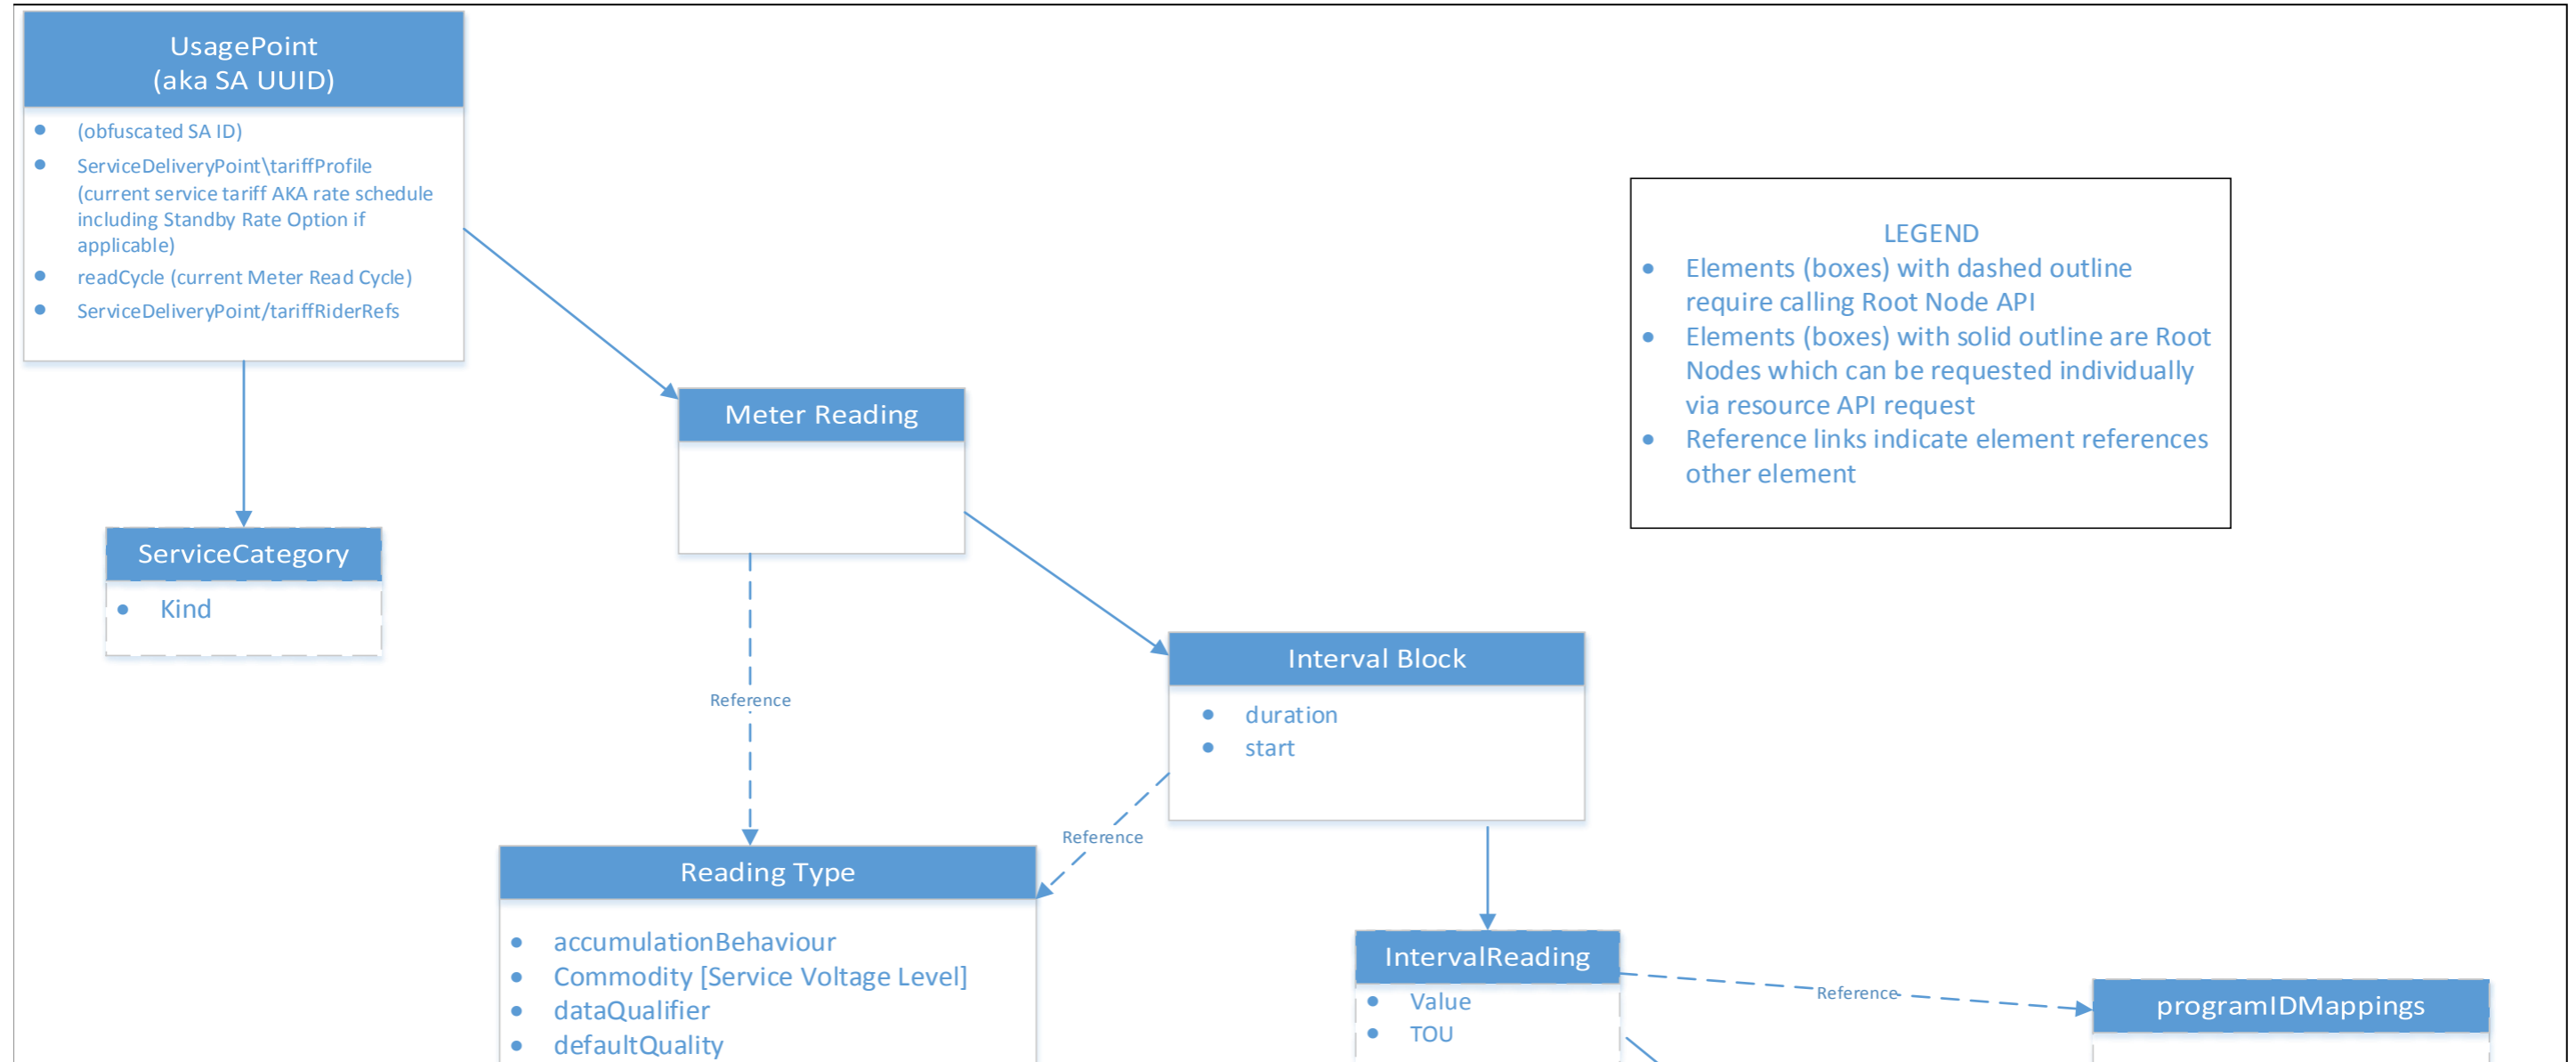 UsagePoint
(aka SA UUID)
(obfuscated SA ID)
ServiceDeliveryPoint\tariffProfile
(current service tariff AKA rate schedule
including Standby Rate Option if
applicable)
readCycle (current Meter Read Cycle)
ServiceDeliveryPoint/tariffRiderRefs
LEGEND
Elements (boxes) with dashed outline
require calling Root Node API
Elements (boxes) with solid outline are Root
Nodes which can be requested individually
via resource API request
Reference links indicate element references
other element
Meter Reading
ServiceCategory
Kind
Interval Block
duration
start
Reference
Reference
Reading Type
accumulationBehaviour
Commodity [Service Voltage Level]
dataQualifier
defaultQuality
IntervalReading
Value
TOU
Reference
programIDMappings